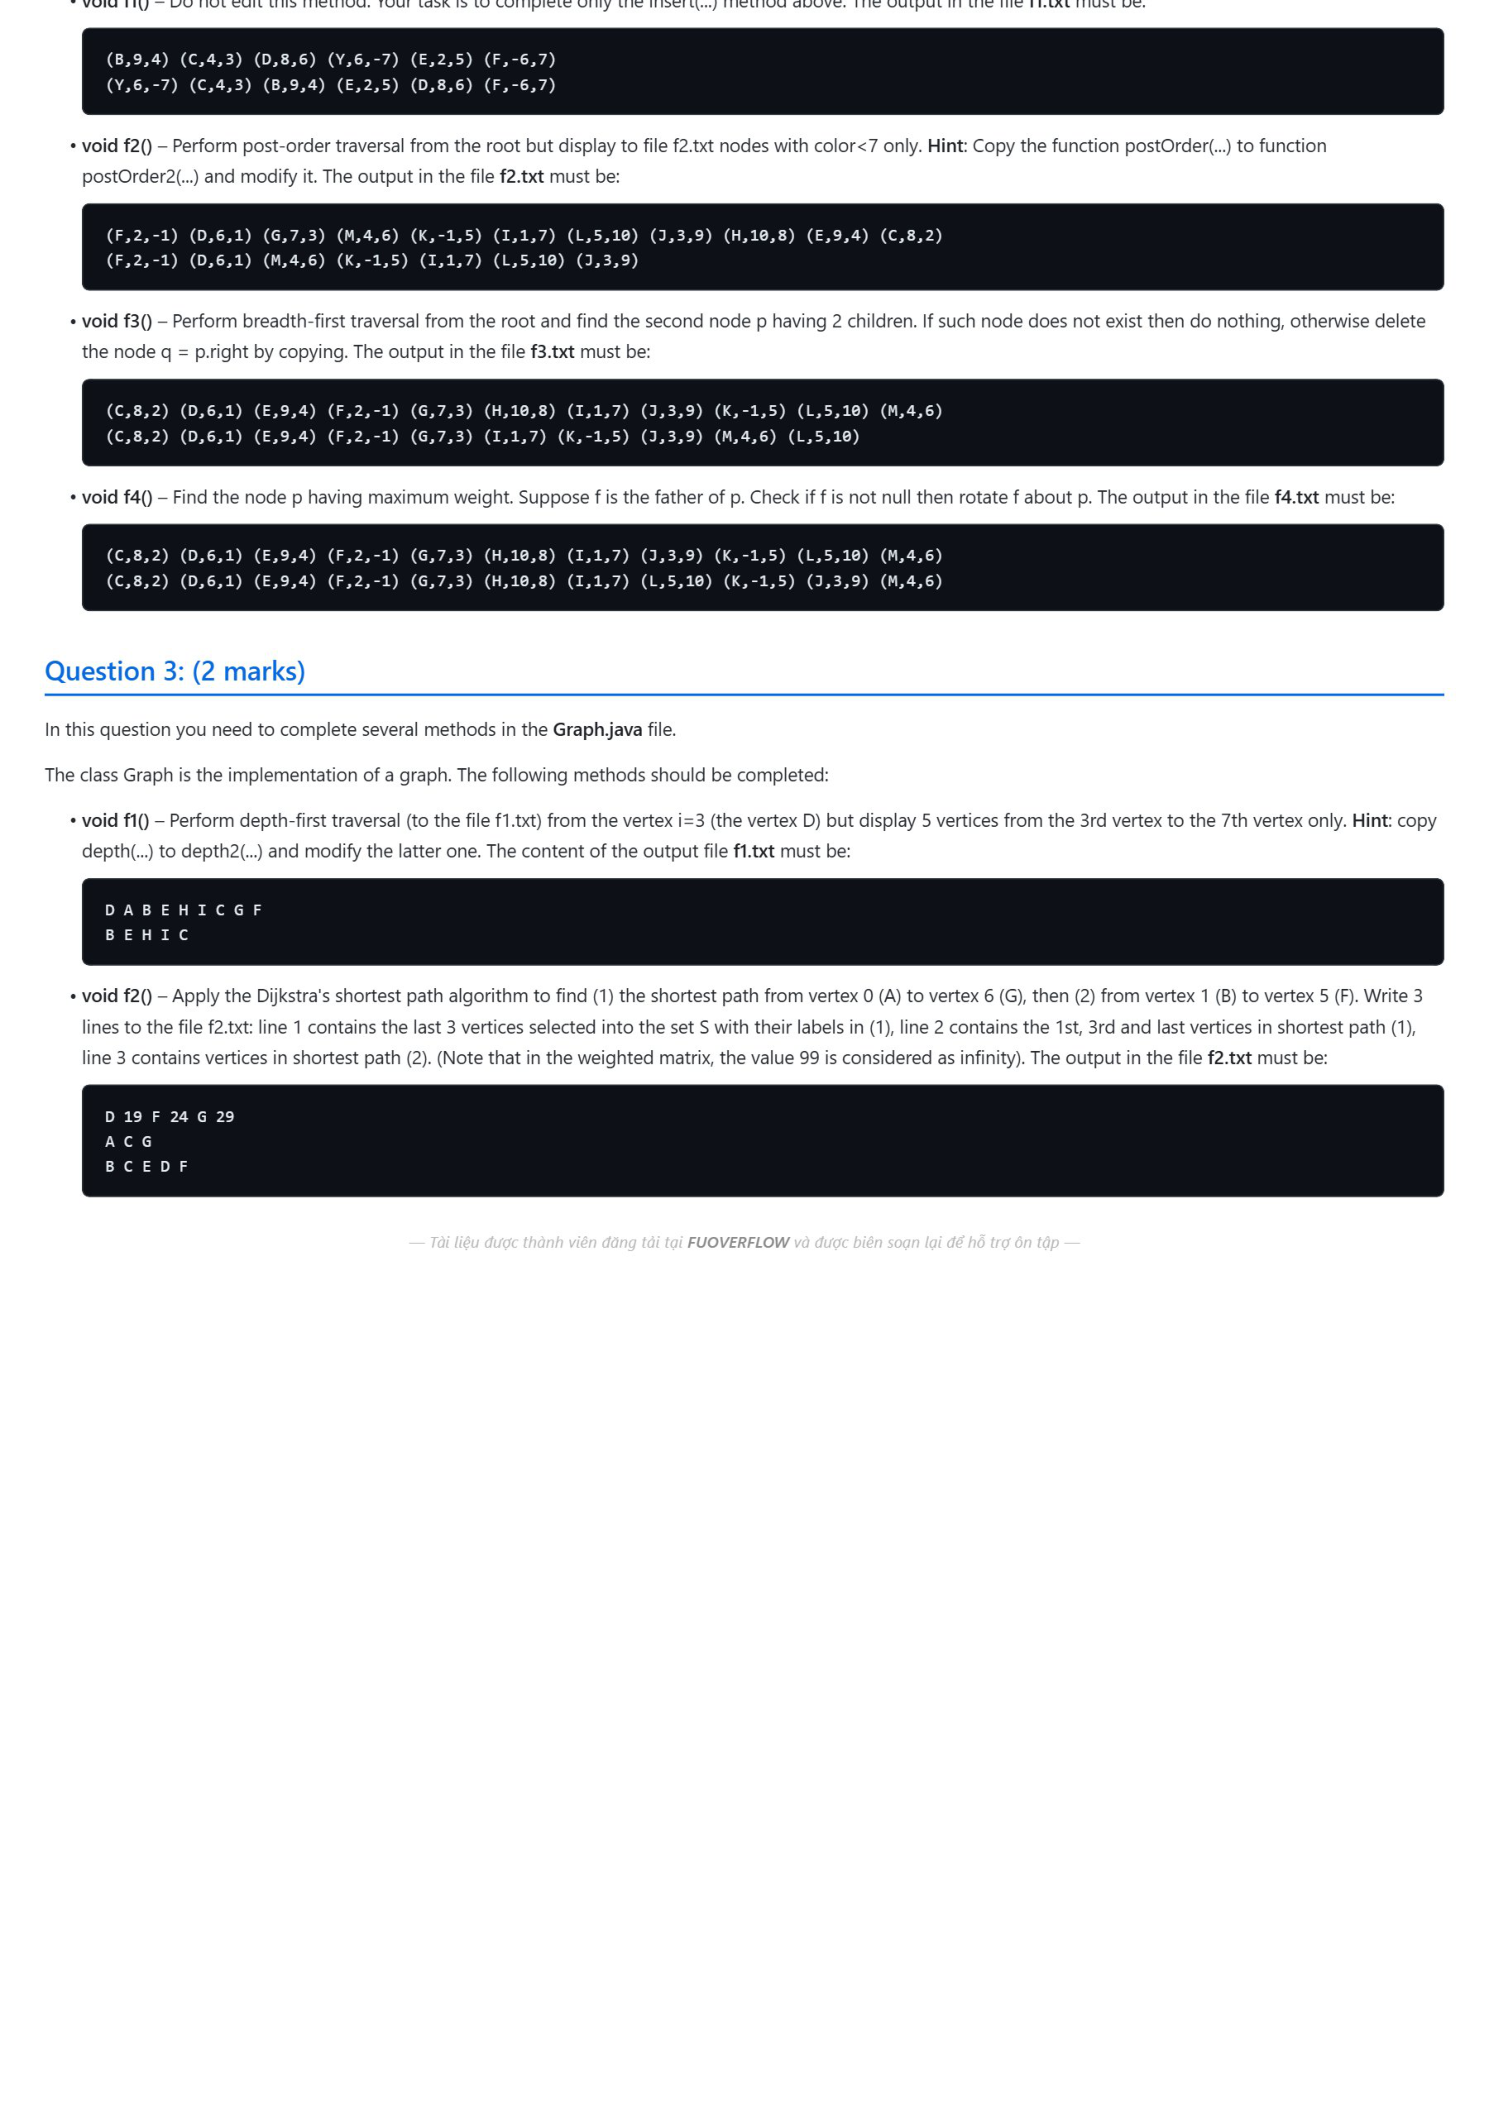 • void f1() – Do not edit this method. Your task is to complete only the insert(...) method above. The output in the file f1.txt must be:
(B,9,4) (C,4,3) (D,8,6) (Y,6,-7) (E,2,5) (F,-6,7)
(Y,6,-7) (C,4,3) (B,9,4) (E,2,5) (D,8,6) (F,-6,7)
• void f2() – Perform post-order traversal from the root but display to file f2.txt nodes with color<7 only. Hint: Copy the function postOrder(...) to function
postOrder2(...) and modify it. The output in the file f2.txt must be:
(F,2,-1) (D,6,1) (G,7,3) (M,4,6) (K,-1,5) (I,1,7) (L,5,10) (J,3,9) (H,10,8) (E,9,4) (C,8,2)
(F,2,-1) (D,6,1) (M,4,6) (K,-1,5) (I,1,7) (L,5,10) (J,3,9)
• void f3() – Perform breadth-first traversal from the root and find the second node p having 2 children. If such node does not exist then do nothing, otherwise delete
the node q = p.right by copying. The output in the file f3.txt must be:
(C,8,2) (D,6,1) (E,9,4) (F,2,-1) (G,7,3) (H,10,8) (I,1,7) (J,3,9) (K,-1,5) (L,5,10) (M,4,6)
(C,8,2) (D,6,1) (E,9,4) (F,2,-1) (G,7,3) (I,1,7) (K,-1,5) (J,3,9) (M,4,6) (L,5,10)
• void f4() – Find the node p having maximum weight. Suppose f is the father of p. Check if f is not null then rotate f about p. The output in the file f4.txt must be:
(C,8,2) (D,6,1) (E,9,4) (F,2,-1) (G,7,3) (H,10,8) (I,1,7) (J,3,9) (K,-1,5) (L,5,10) (M,4,6)
(C,8,2) (D,6,1) (E,9,4) (F,2,-1) (G,7,3) (H,10,8) (I,1,7) (L,5,10) (K,-1,5) (J,3,9) (M,4,6)
Question 3: (2 marks)
In this question you need to complete several methods in the Graph.java file.
The class Graph is the implementation of a graph. The following methods should be completed:
• void f1() – Perform depth-first traversal (to the file f1.txt) from the vertex i=3 (the vertex D) but display 5 vertices from the 3rd vertex to the 7th vertex only. Hint: copy
depth(...) to depth2(...) and modify the latter one. The content of the output file f1.txt must be:
D A B E H I C G F
B E H I C
• void f2() – Apply the Dijkstra's shortest path algorithm to find (1) the shortest path from vertex 0 (A) to vertex 6 (G), then (2) from vertex 1 (B) to vertex 5 (F). Write 3
lines to the file f2.txt: line 1 contains the last 3 vertices selected into the set S with their labels in (1), line 2 contains the 1st, 3rd and last vertices in shortest path (1),
line 3 contains vertices in shortest path (2). (Note that in the weighted matrix, the value 99 is considered as infinity). The output in the file f2.txt must be:
D 19 F 24 G 29
A C G
B C E D F
— Tài liệu được thành viên đăng tải tại FUOVERFLOW và được biên soạn lại để hỗ trợ ôn tập —